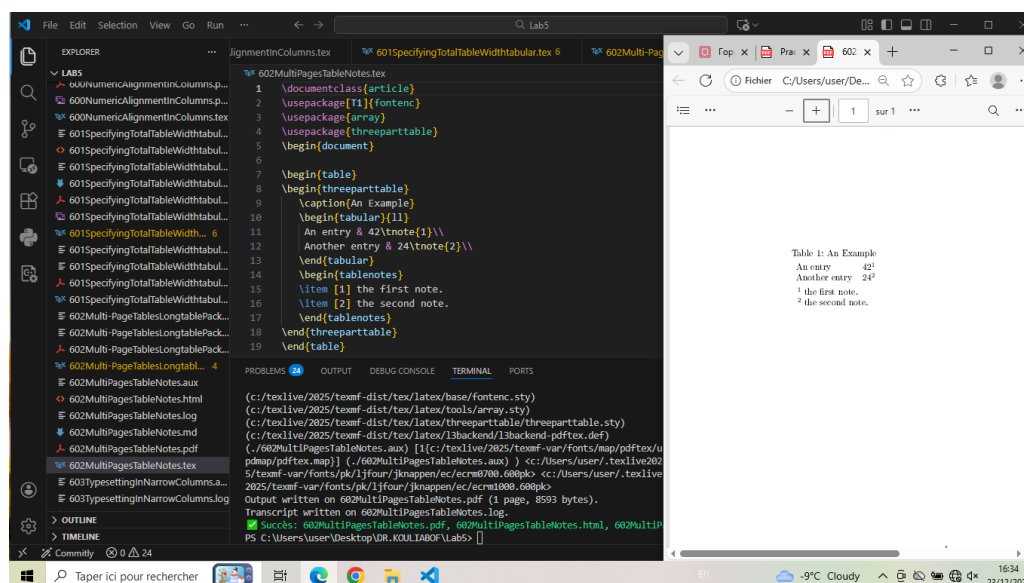 File Edit Selection View Go Run ··· Lab5
EXPLORER ···
LAB5
600NumericAlignmentInColumns.p...
600NumericAlignmentInColumns.p...
600NumericAlignmentInColumns.tex
601SpecifyingTotalTableWidthtabul...
601SpecifyingTotalTableWidthtabul...
601SpecifyingTotalTableWidthtabul...
601SpecifyingTotalTableWidthtabul...
601SpecifyingTotalTableWidthtabul...
601SpecifyingTotalTableWidthtabul...
601SpecifyingTotalTableWidth... 6
601SpecifyingTotalTableWidthtabul...
601SpecifyingTotalTableWidthtabul...
601SpecifyingTotalTableWidthtabul...
601SpecifyingTotalTableWidthtabul...
602Multi-PageTablesLongtablePack...
602Multi-PageTablesLongtablePack...
602Multi-PageTablesLongtablePack...
602Multi-PageTablesLongtabl... 4
602MultiPagesTableNotes.aux
602MultiPagesTableNotes.html
602MultiPagesTableNotes.log
602MultiPagesTableNotes.md
602MultiPagesTableNotes.pdf
602MultiPagesTableNotes.tex
603TypesettingInNarrowColumns.a...
603TypesettingInNarrowColumns.log
OUTLINE
TIMELINE
lignmentInColumns.tex 601SpecifyingTotalTableWidthtabular.tex 6 602Multi-Pag
602MultiPagesTableNotes.tex
1 \documentclass{article}
2 \usepackage[T1]{fontenc}
3 \usepackage{array}
4 \usepackage{threeparttable}
5 \begin{document}
6
7 \begin{table}
8 \begin{threeparttable}
9 \caption{An Example}
10 \begin{tabular}{ll}
11 An entry & 42\tnote{1}\\
12 Another entry & 24\tnote{2}\\
13 \end{tabular}
14 \begin{tablenotes}
15 \item [1] the first note.
16 \item [2] the second note.
17 \end{tablenotes}
18 \end{threeparttable}
19 \end{table}
PROBLEMS 24 OUTPUT DEBUG CONSOLE TERMINAL PORTS
(c:/texlive/2025/texmf-dist/tex/latex/base/fontenc.sty)
(c:/texlive/2025/texmf-dist/tex/latex/tools/array.sty)
(c:/texlive/2025/texmf-dist/tex/latex/threeparttable/threeparttable.sty)
(c:/texlive/2025/texmf-dist/tex/latex/l3backend/l3backend-pdftex.def)
(./602MultiPagesTableNotes.aux) [1{c:/texlive/2025/texmf-var/fonts/map/pdftex/u
pdmap/pdftex.map}] (./602MultiPagesTableNotes.aux) ) <c:/Users/user/.texlive202
5/texmf-var/fonts/pk/ljfour/jknappen/ec/ecrm0700.600pk> <c:/Users/user/.texlive
2025/texmf-var/fonts/pk/ljfour/jknappen/ec/ecrm1000.600pk>
Output written on 602MultiPagesTableNotes.pdf (1 page, 8593 bytes).
Transcript written on 602MultiPagesTableNotes.log.
Succès: 602MultiPagesTableNotes.pdf, 602MultiPagesTableNotes.html, 602MultiP
PS C:\Users\user\Desktop\DR.KOULIABOF\Lab5>
Гор Prac 602
Fichier C:/Users/user/De...
1 sur 1 ···
Table 1: An Example
An entry 42¹
Another entry 24²
¹ the first note.
² the second note.
Commitly 0 24
Taper ici pour rechercher
EN -9°C Cloudy 16:34